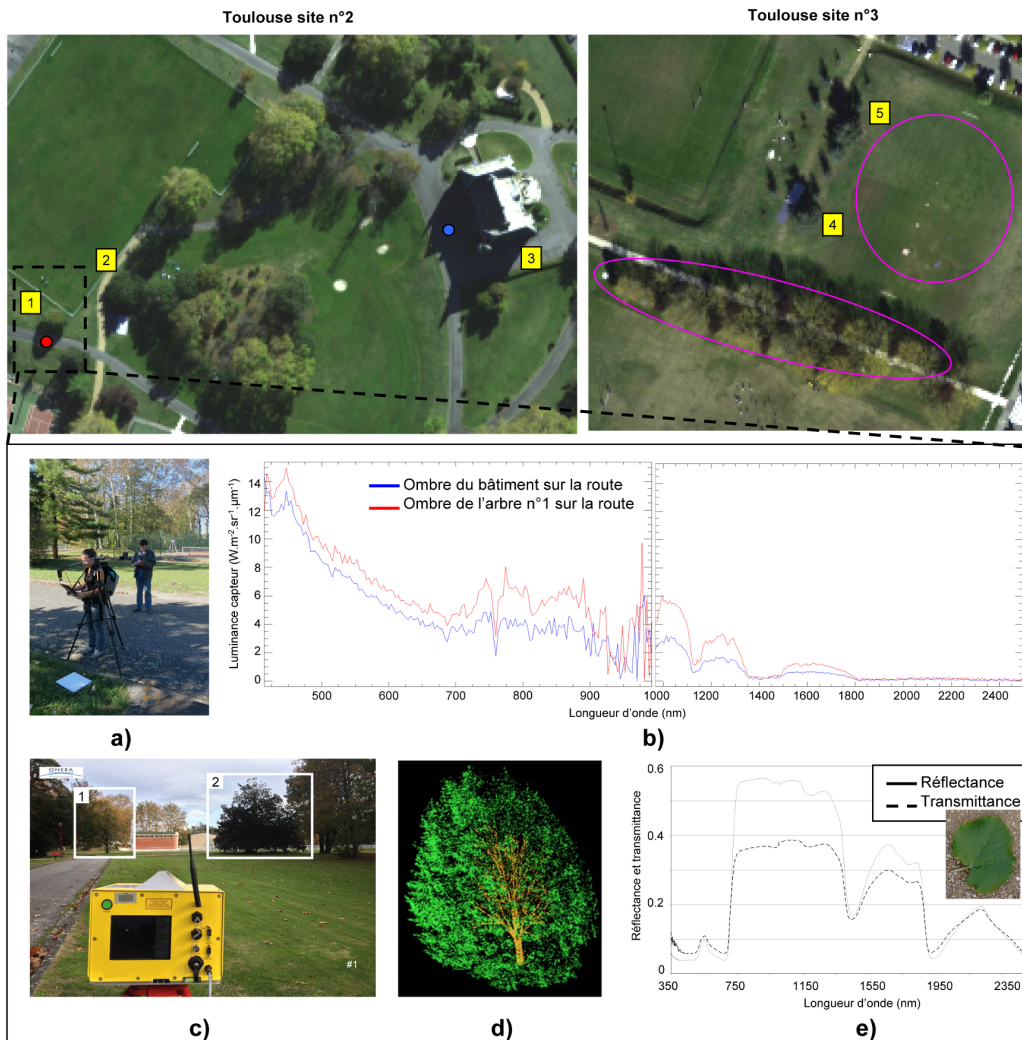 Toulouse site n°2
Toulouse site n°3
1
2
3
4
5
Ombre du bâtiment sur la route
Ombre de l'arbre n°1 sur la route
Luminance capteur (W.m⁻².sr⁻¹.µm⁻¹)
14
12
10
8
6
4
2
0
500 600 700 800 900 1000 1200 1400 1600 1800 2000 2200 2400
Longueur d'onde (nm)
a)
b)
ONERA
1
2
#1
c)
d)
Réflectance
Transmittance
Réflectance et transmittance
0.6
0.4
0.2
0
350 750 1150 1550 1950 2350
Longueur d'onde (nm)
e)